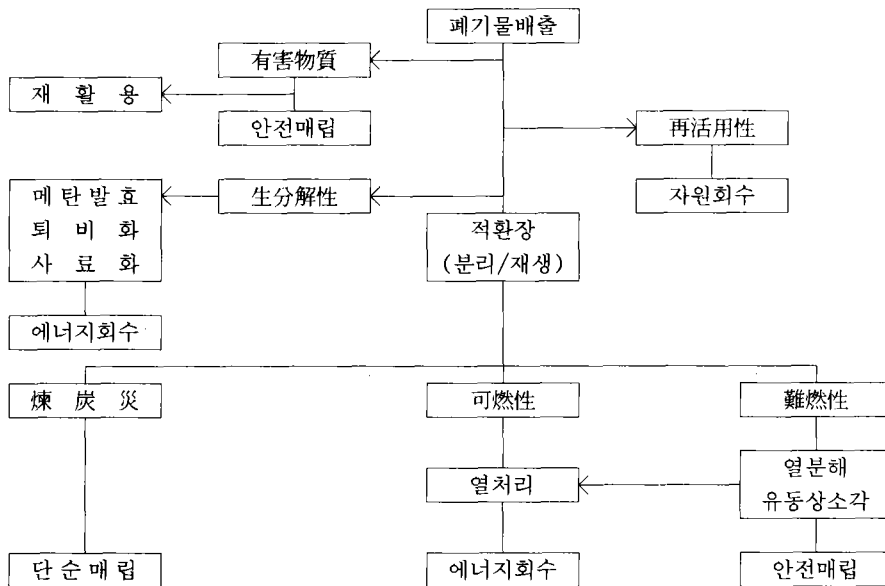 폐기물배출
有害物質
재 활 용
안전매립
再活用性
메탄발효
퇴 비 화
사 료 화
生分解性
자원회수
적환장
(분리/재생)
에너지회수
煉 炭 災
可燃性
難燃性
열처리
열분해
유동상소각
단순매립
에너지회수
안전매립